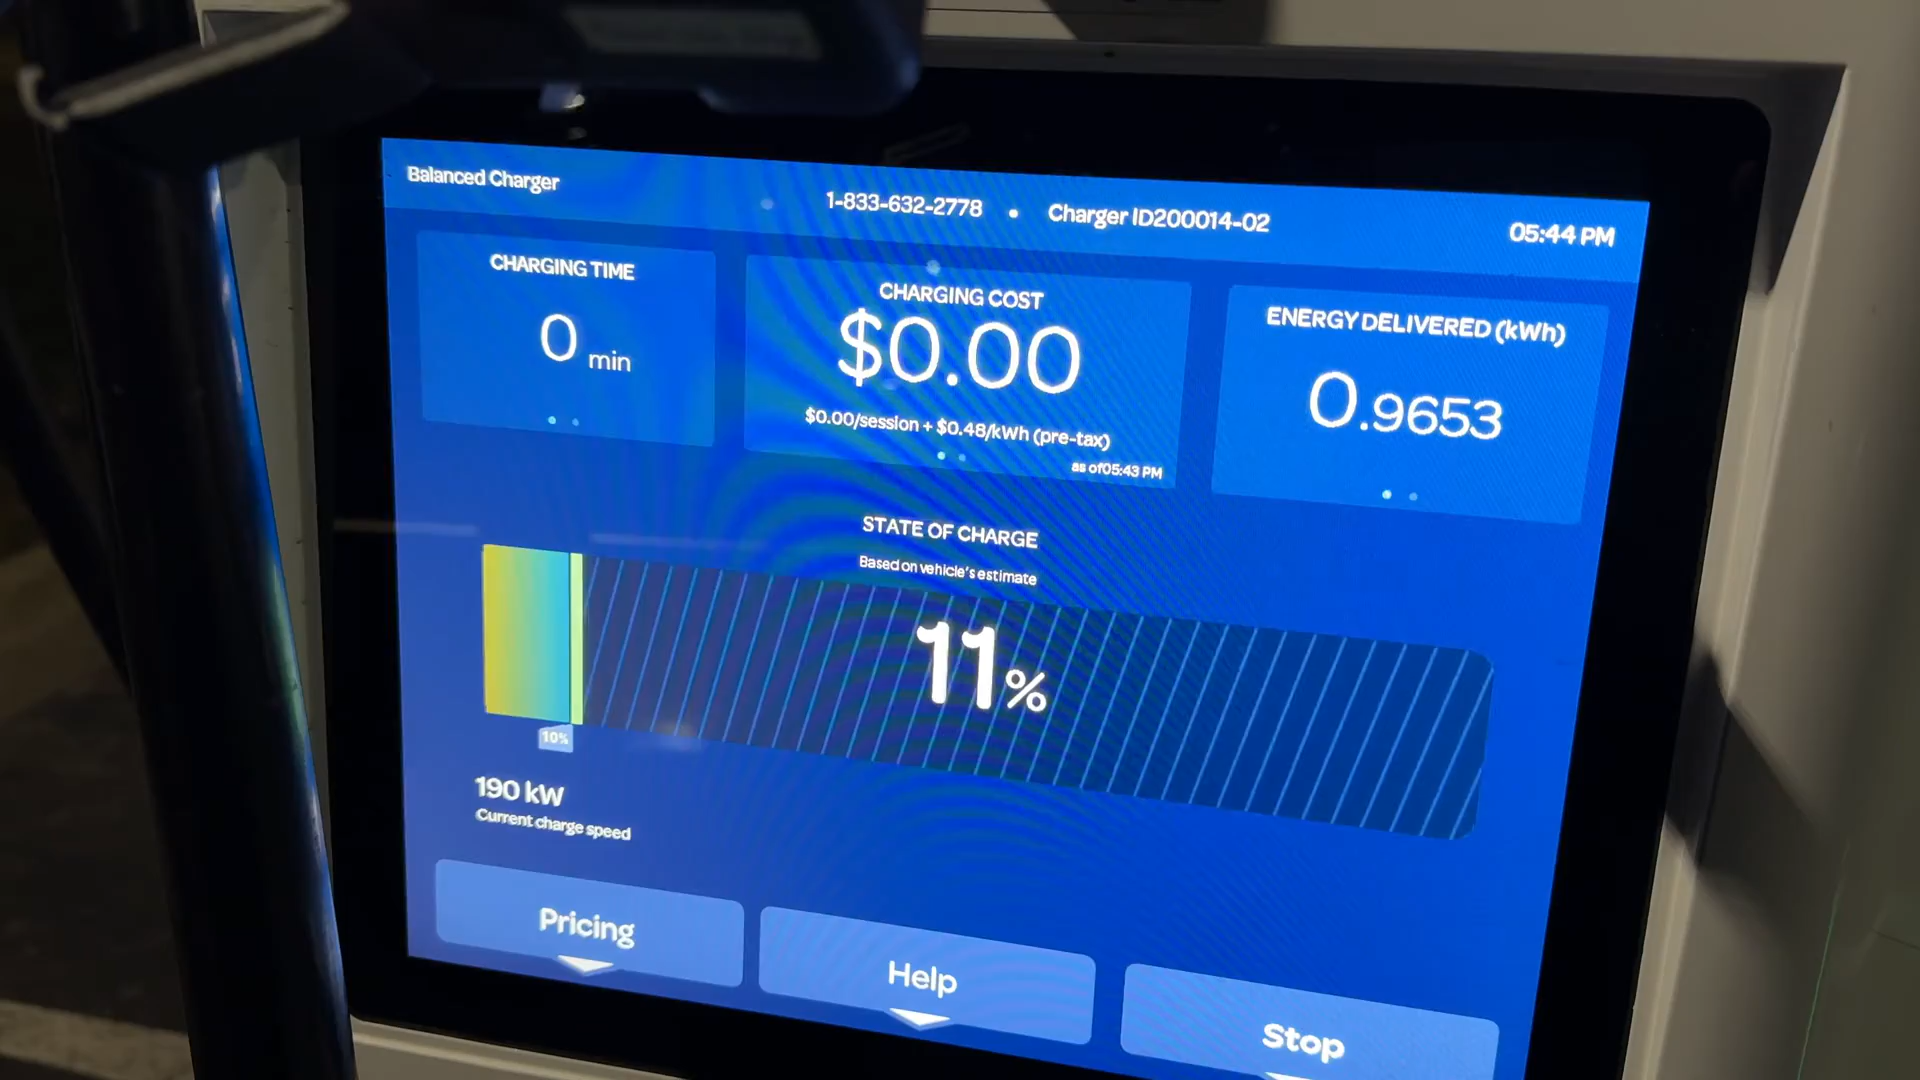 Balanced Charger
1-833-632-2778 • Charger ID200014-02
05:44 PM
CHARGING TIME
0 min
CHARGING COST
$0.00
$0.00/session + $0.48/kWh (pre-tax)
as of05:43 PM
ENERGY DELIVERED (kWh)
0.9653
STATE OF CHARGE
Based on vehicle's estimate
11%
10%
190 kW
Current charge speed
Pricing
Help
Stop